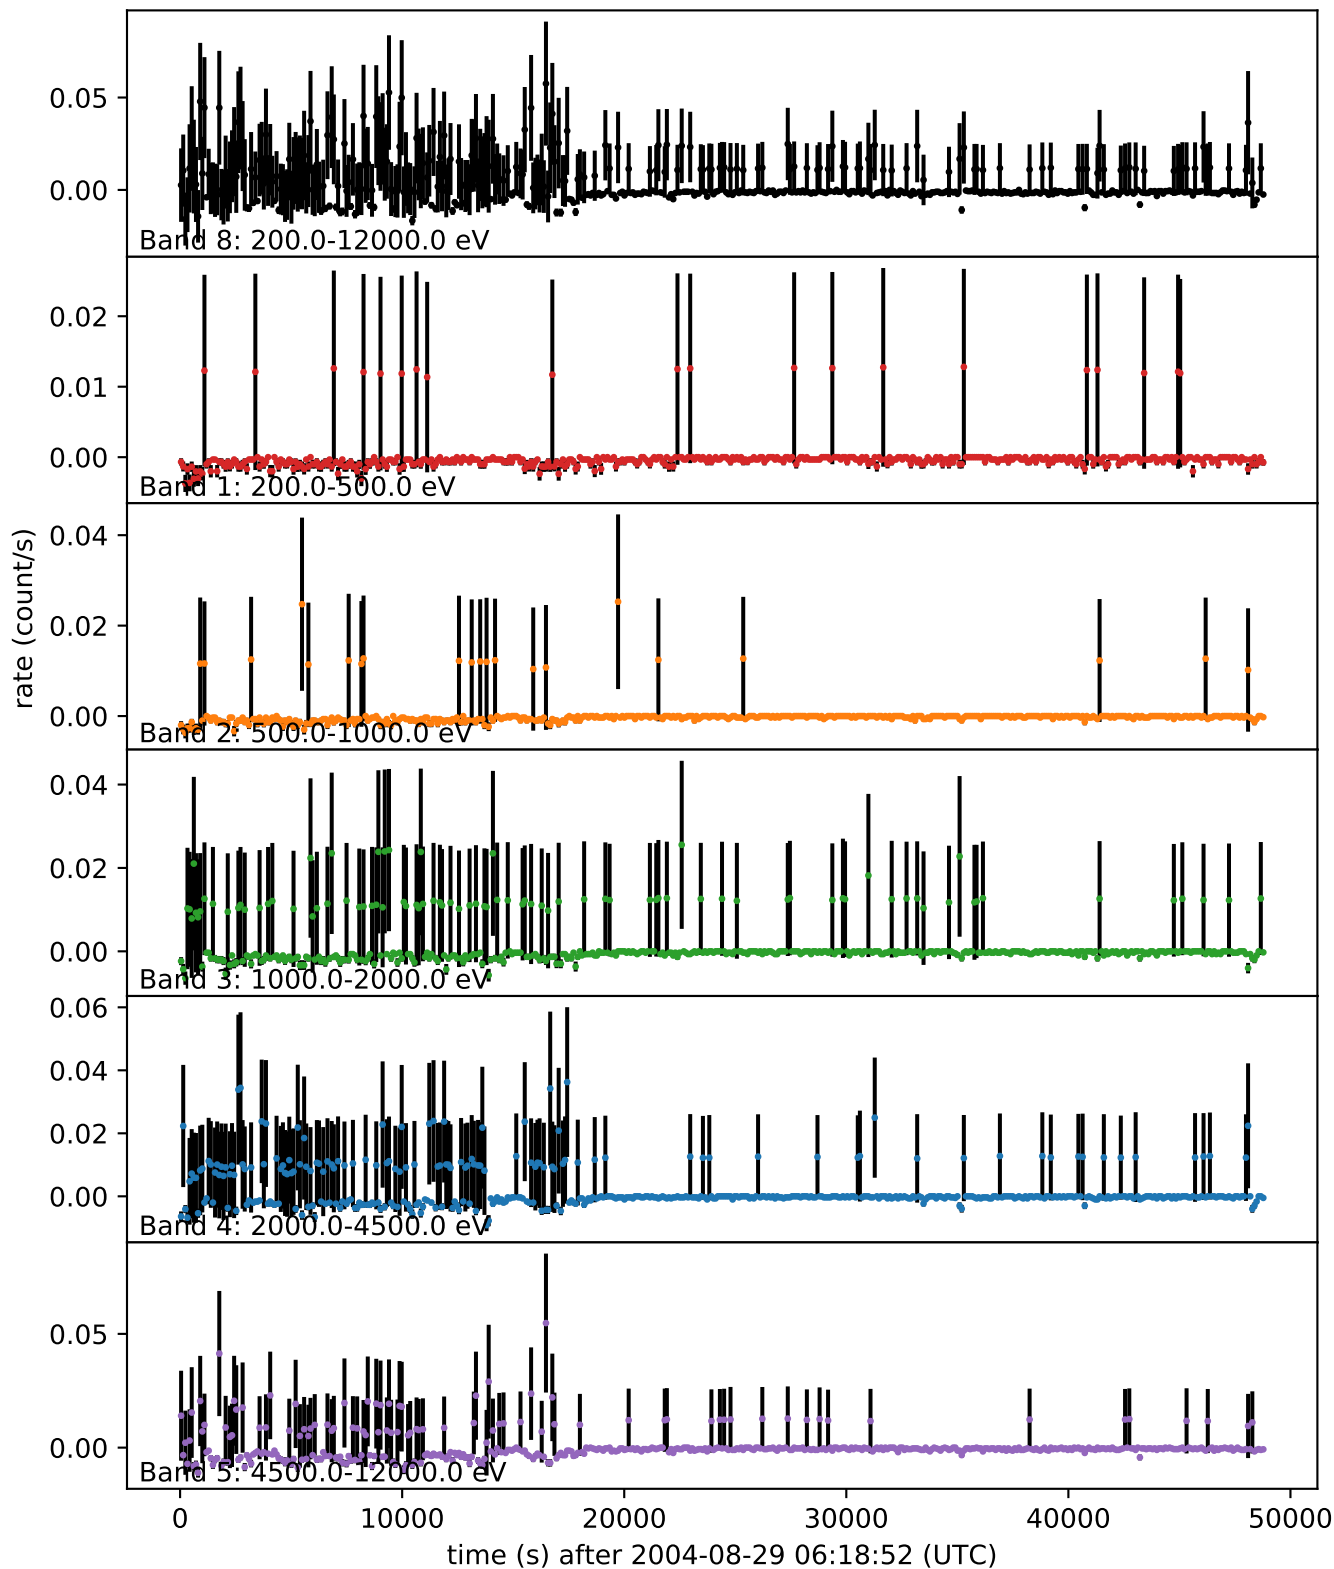 0.05
0.00
Band 8: 200.0-12000.0 eV
0.02
0.01
0.00
Band 1: 200.0-500.0 eV
0.04
0.02
0.00
Band 2: 500.0-1000.0 eV
rate (count/s)
0.04
0.02
0.00
Band 3: 1000.0-2000.0 eV
0.06
0.04
0.02
0.00
Band 4: 2000.0-4500.0 eV
0.05
0.00
Band 5: 4500.0-12000.0 eV
0 10000 20000 30000 40000 50000
time (s) after 2004-08-29 06:18:52 (UTC)